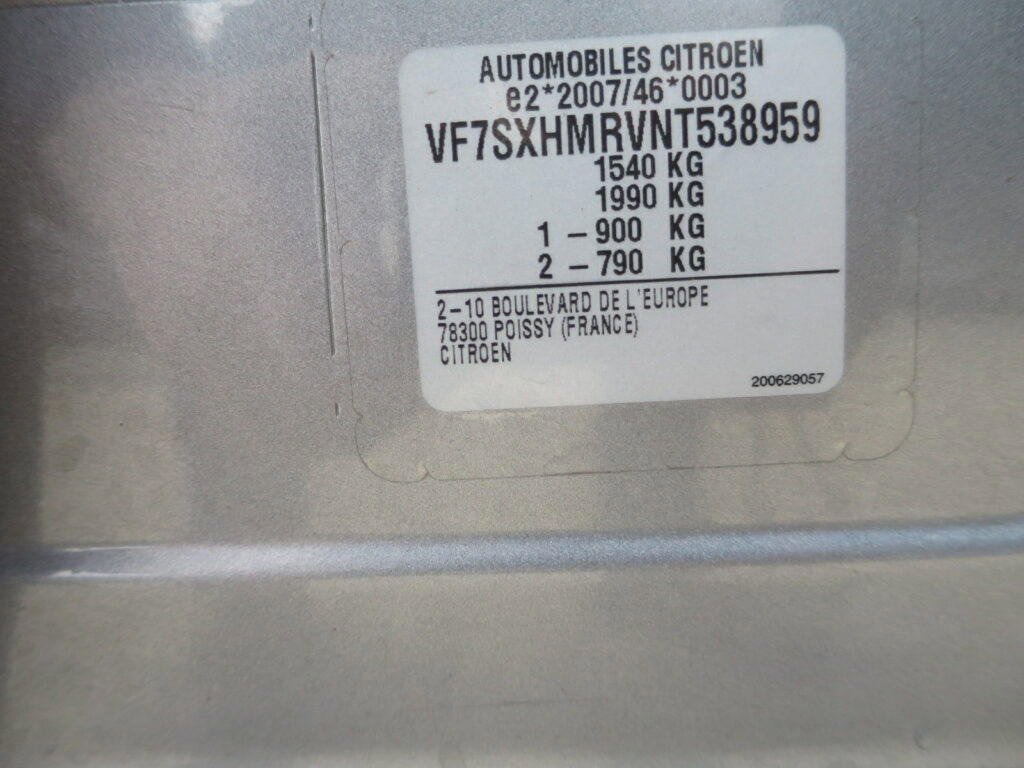 AUTOMOBILES CITROEN
e2*2007/46*0003
VF7SXHMRVNT538959
1540 KG
1990 KG
1 - 900 KG
2 - 790 KG
2-10 BOULEVARD DE L'EUROPE
78300 POISSY (FRANCE)
CITROEN
200629057